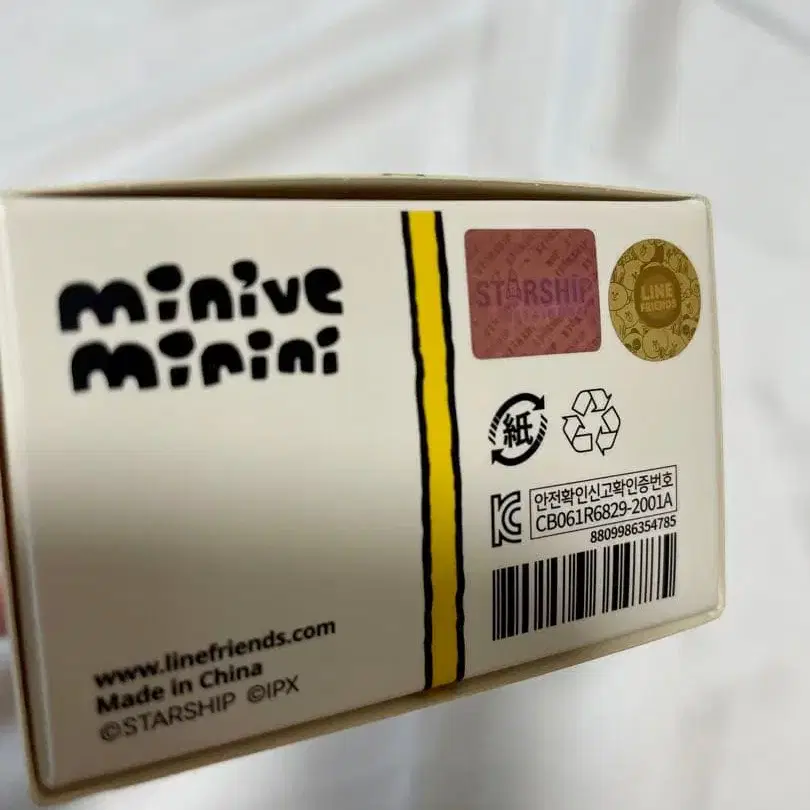 minive
minini
STARSHIP
LINE
FRIENDS
紙
안전확인신고확인증번호
CB061R6829-2001A
8809986354785
www.linefriends.com
Made in China
©STARSHIP ©IPX